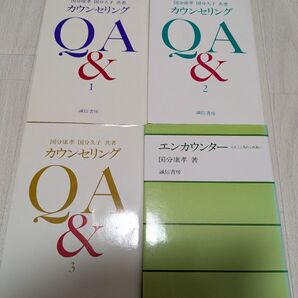 国分康孝 国分久子 共著
カウンセリング
Q&A
1
誠信書房
国分康孝 国分久子 共著
カウンセリング
Q&A
2
誠信書房
国分康孝 国分久子 共著
カウンセリング
Q&A
3
エンカウンター
国分康孝 著
誠信書房